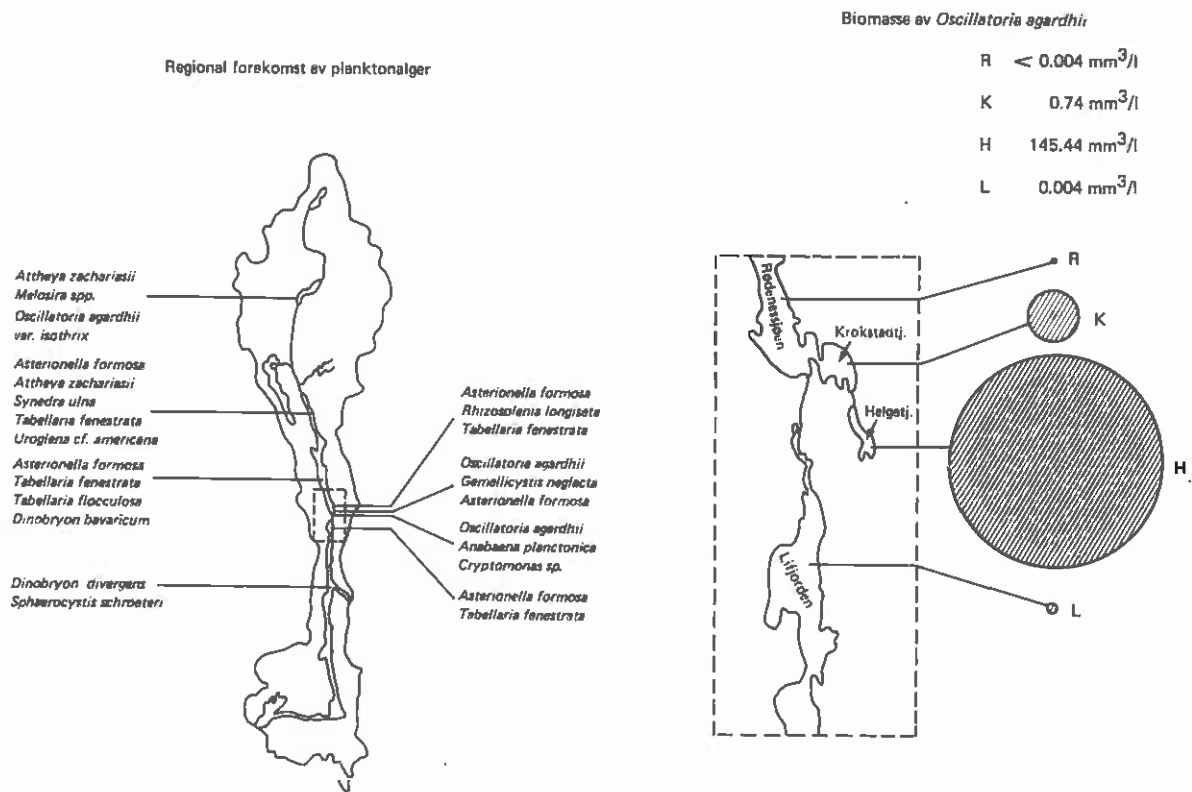 Regional forekomst av planktonalger
Attheya zachariasii
Melosira spp.
Oscillatoria agardhii
var. isothrix
Asterionella formosa
Attheya zachariasii
Synedra ulna
Tabellaria fenestrata
Uroglena cf. americana
Asterionella formosa
Tabellaria fenestrata
Tabellaria flocculosa
Dinobryon bavaricum
Dinobryon divergens
Sphaerocystis schroeteri
Asterionella formosa
Rhizosolenia longiseta
Tabellaria fenestrata
Oscillatoria agardhii
Gemellicystis neglecta
Asterionella formosa
Oscillatoria agardhii
Anabaena planctonica
Cryptomonas sp.
Asterionella formosa
Tabellaria fenestrata
Biomasse av Oscillatoria agardhii
R < 0.004 mm³/l
K 0.74 mm³/l
H 145.44 mm³/l
L 0.004 mm³/l
Rødenessjøen
Krokstadtj.
Helgetj.
Lifjorden
R
K
H
L